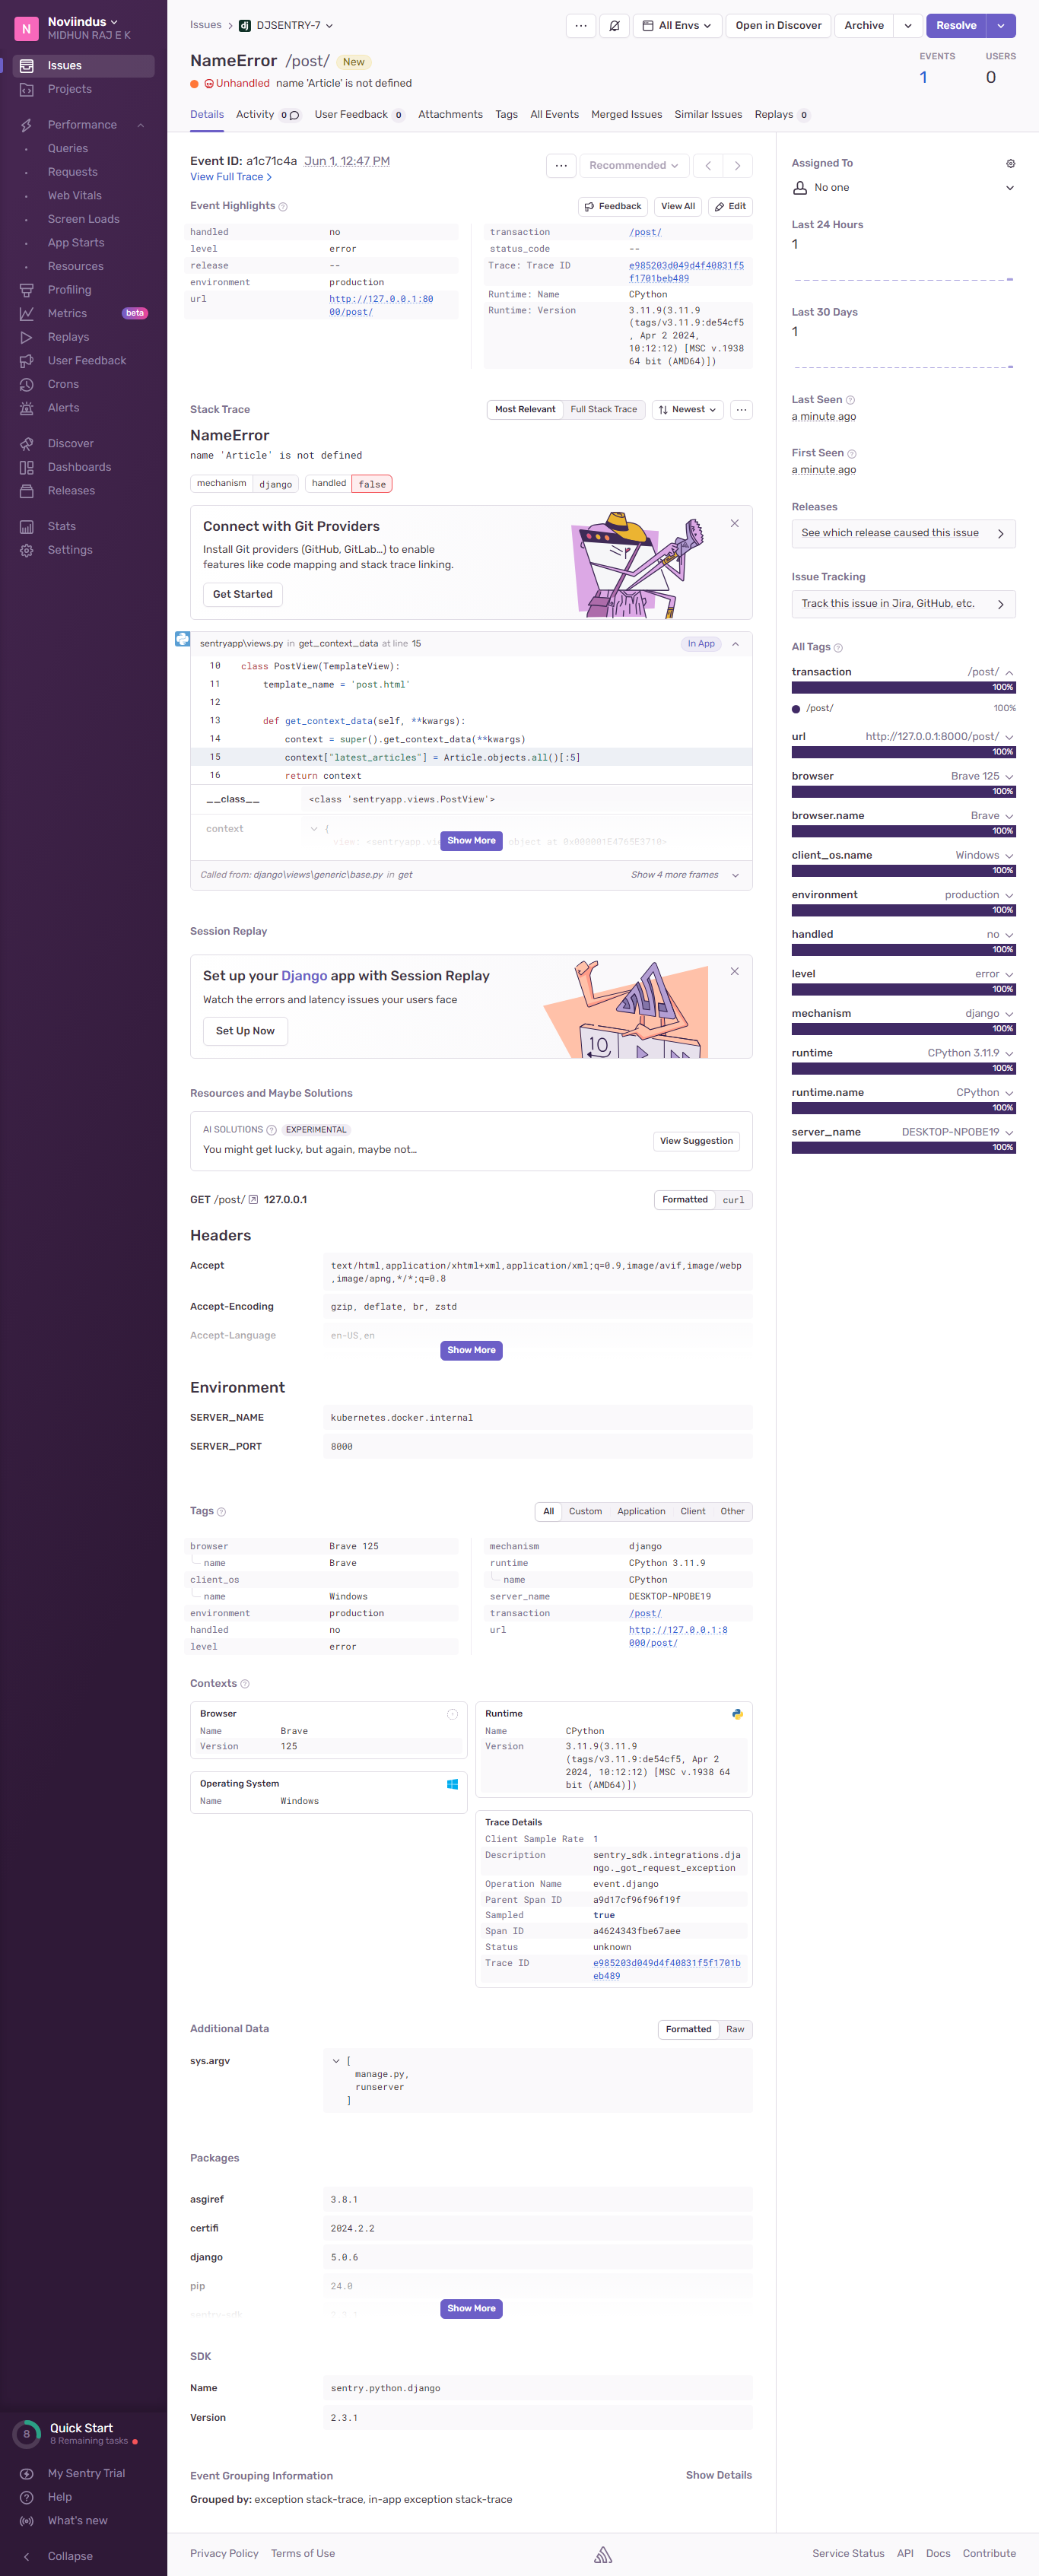 N
Noviindus
MIDHUN RAJ E K
Issues
Projects
Performance
Queries
Requests
Web Vitals
Screen Loads
App Starts
Resources
Profiling
Metrics beta
Replays
User Feedback
Crons
Alerts
Discover
Dashboards
Releases
Stats
Settings
Quick Start
8
8 Remaining tasks
My Sentry Trial
Help
What's new
Collapse
Issues > dj DJSENTRY-7
... All Envs Open in Discover Archive Resolve
NameError /post/ New
EVENTS USERS
1 0
Unhandled name 'Article' is not defined
Details Activity 0 User Feedback 0 Attachments Tags All Events Merged Issues Similar Issues Replays 0
Event ID: a1c71c4a Jun 1, 12:47 PM
View Full Trace >
... Recommended < >
Event Highlights Feedback View All Edit
handled no
level error
release --
environment production
url http://127.0.0.1:80
00/post/
transaction /post/
status_code --
Trace: Trace ID e985203d049d4f40831f5
f1701beb489
Runtime: Name CPython
Runtime: Version 3.11.9(3.11.9
(tags/v3.11.9:de54cf5
, Apr 2 2024,
10:12:12) [MSC v.1938
64 bit (AMD64)])
Stack Trace Most Relevant Full Stack Trace Newest ...
NameError
name 'Article' is not defined
mechanism django handled false
Connect with Git Providers
Install Git providers (GitHub, GitLab…) to enable
features like code mapping and stack trace linking.
Get Started
sentryapp\views.py in get_context_data at line 15 In App
10 class PostView(TemplateView):
11 template_name = 'post.html'
12
13 def get_context_data(self, **kwargs):
14 context = super().get_context_data(**kwargs)
15 context["latest_articles"] = Article.objects.all()[:5]
16 return context
__class__ <class 'sentryapp.views.PostView'>
context {
view: <sentryapp.vi object at 0x000001E4765E3710>
Show More
Called from: django\views\generic\base.py in get Show 4 more frames
Session Replay
Set up your Django app with Session Replay
Watch the errors and latency issues your users face
Set Up Now
10
Resources and Maybe Solutions
AI SOLUTIONS EXPERIMENTAL
You might get lucky, but again, maybe not…
View Suggestion
GET /post/ 127.0.0.1 Formatted curl
Headers
Accept text/html,application/xhtml+xml,application/xml;q=0.9,image/avif,image/webp
,image/apng,*/*;q=0.8
Accept-Encoding gzip, deflate, br, zstd
Accept-Language en-US,en
Show More
Environment
SERVER_NAME kubernetes.docker.internal
SERVER_PORT 8000
Tags All Custom Application Client Other
browser Brave 125
name Brave
client_os
name Windows
environment production
handled no
level error
mechanism django
runtime CPython 3.11.9
name CPython
server_name DESKTOP-NPOBE19
transaction /post/
url http://127.0.0.1:8
000/post/
Contexts
Browser
Name Brave
Version 125
Operating System
Name Windows
Runtime
Name CPython
Version 3.11.9(3.11.9
(tags/v3.11.9:de54cf5, Apr 2
2024, 10:12:12) [MSC v.1938 64
bit (AMD64)])
Trace Details
Client Sample Rate 1
Description sentry_sdk.integrations.dja
ngo._got_request_exception
Operation Name event.django
Parent Span ID a9d17cf96f96f19f
Sampled true
Span ID a4624343fbe67aee
Status unknown
Trace ID e985203d049d4f40831f5f1701b
eb489
Additional Data Formatted Raw
sys.argv [
manage.py,
runserver
]
Packages
asgiref 3.8.1
certifi 2024.2.2
django 5.0.6
pip 24.0
sentry-sdk
Show More
SDK
Name sentry.python.django
Version 2.3.1
Event Grouping Information Show Details
Grouped by: exception stack-trace, in-app exception stack-trace
Assigned To
No one
Last 24 Hours
1
Last 30 Days
1
Last Seen
a minute ago
First Seen
a minute ago
Releases
See which release caused this issue
Issue Tracking
Track this issue in Jira, GitHub, etc.
All Tags
transaction /post/
100%
/post/ 100%
url http://127.0.0.1:8000/post/
100%
browser Brave 125
100%
browser.name Brave
100%
client_os.name Windows
100%
environment production
100%
handled no
100%
level error
100%
mechanism django
100%
runtime CPython 3.11.9
100%
runtime.name CPython
100%
server_name DESKTOP-NPOBE19
100%
Privacy Policy Terms of Use Service Status API Docs Contribute